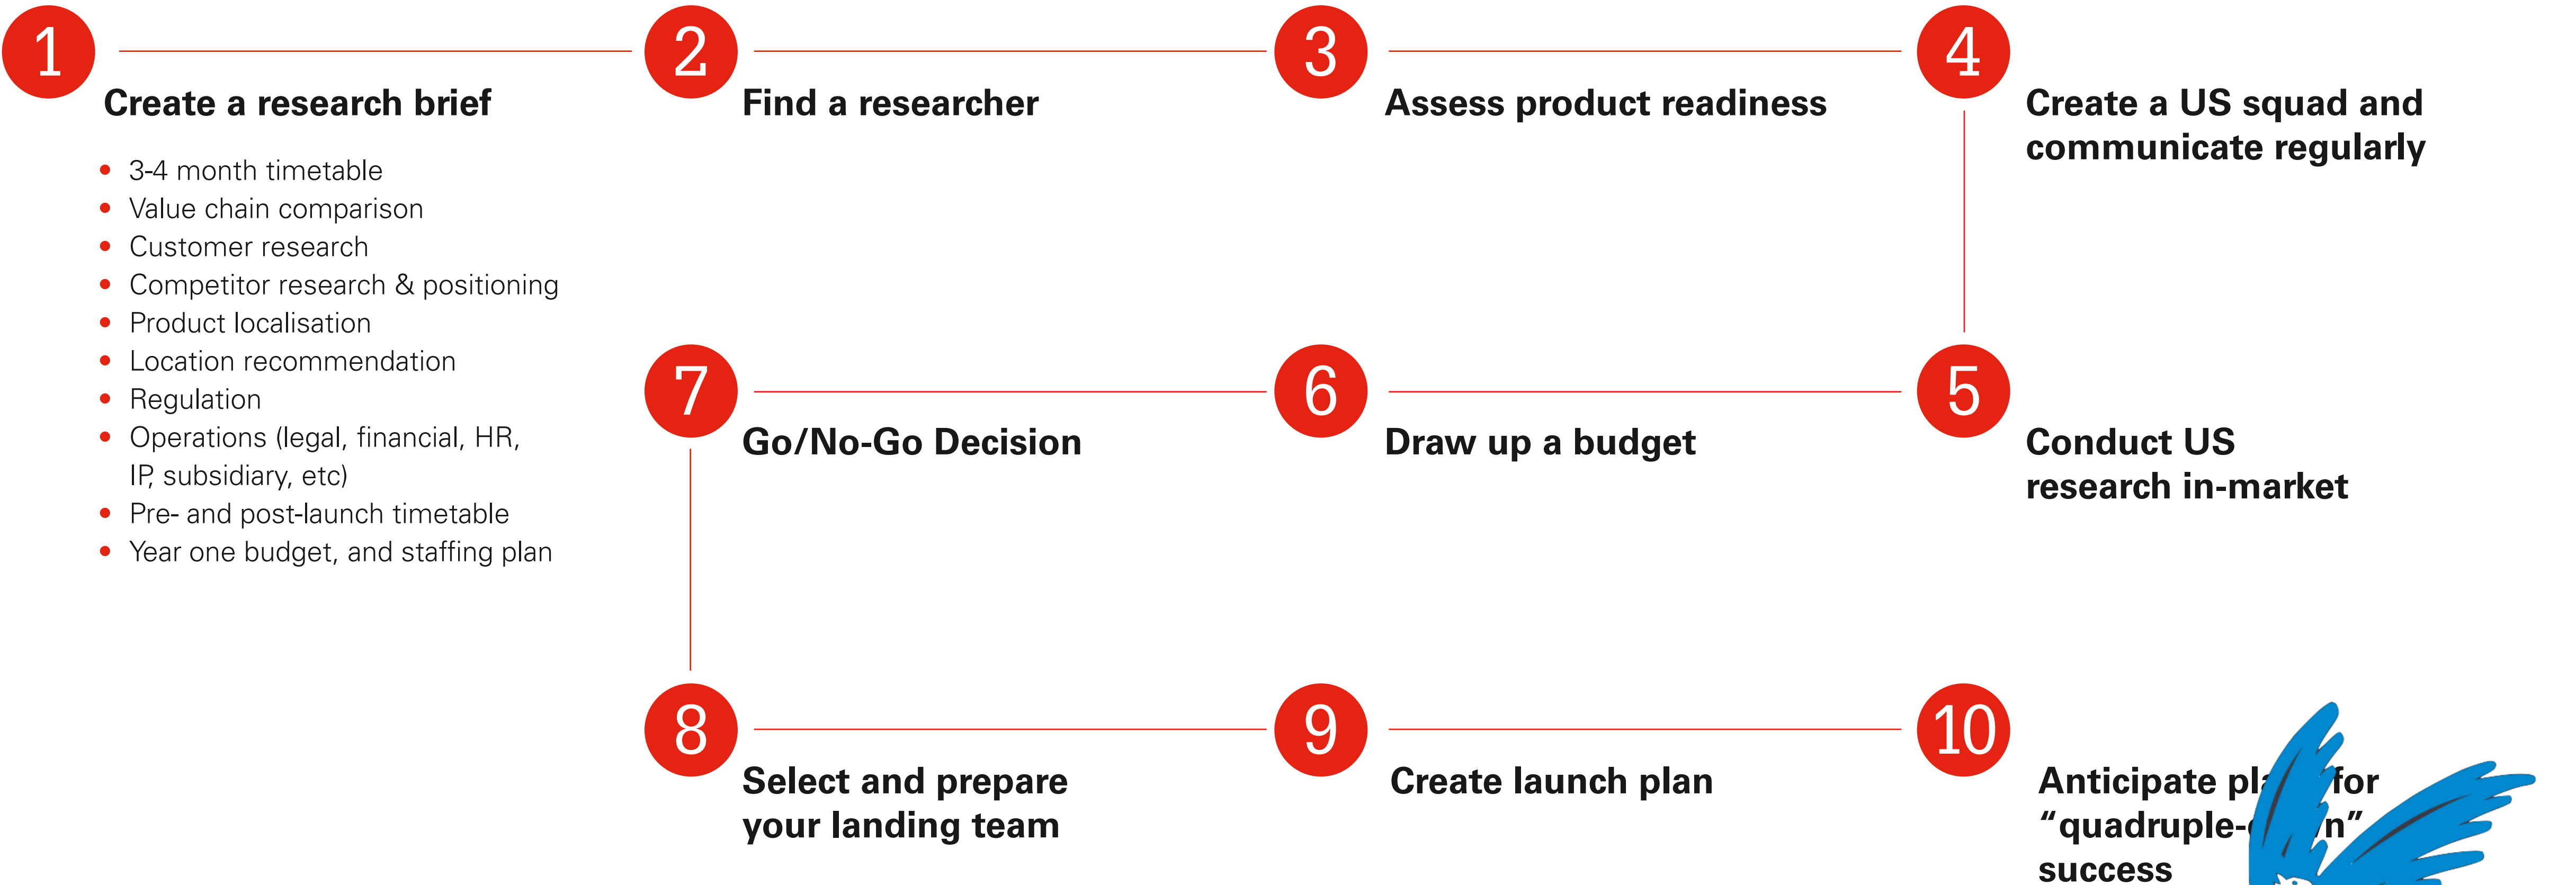 1
Create a research brief
• 3-4 month timetable
• Value chain comparison
• Customer research
• Competitor research & positioning
• Product localisation
• Location recommendation
• Regulation
• Operations (legal, financial, HR,
IP, subsidiary, etc)
• Pre- and post-launch timetable
• Year one budget, and staffing plan
2
Find a researcher
3
Assess product readiness
4
Create a US squad and
communicate regularly
5
Conduct US
research in-market
6
Draw up a budget
7
Go/No-Go Decision
8
Select and prepare
your landing team
9
Create launch plan
10
Anticipate for
“quadruple-
success